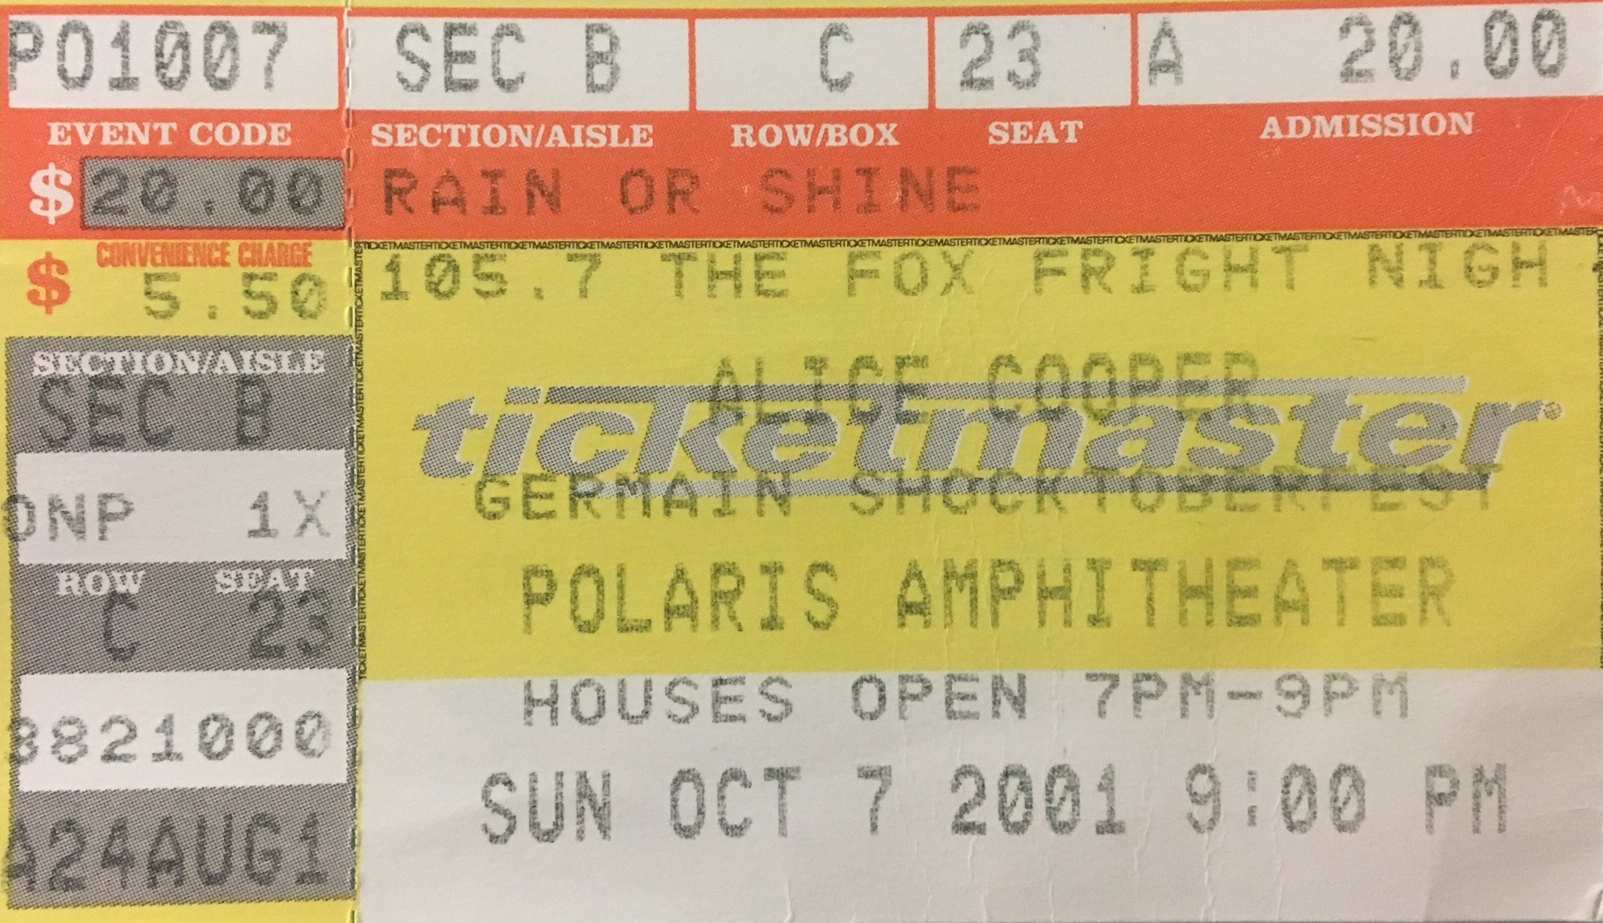 PO1007 SEC B C 23 A 20.00
EVENT CODE SECTION/AISLE ROW/BOX SEAT ADMISSION
$ 20.00 RAIN OR SHINE
CONVENIENCE CHARGE
$ 5.50
105.7 THE FOX FRIGHT NIGH
ALICE COOPER
ticketmaster
GERMAIN SHOCKTOBERFEST
POLARIS AMPHITHEATER
HOUSES OPEN 7PM-9PM
SUN OCT 7 2001 9:00 PM
SECTION/AISLE
SEC B
ONP 1X
ROW SEAT
C 23
8821000
A24AUG1